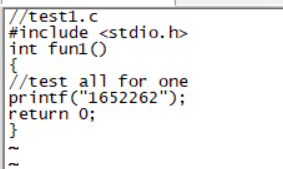 //test1.c
#include <stdio.h>
int fun1()
{
//test all for one
printf("1652262");
return 0;
}
~
~